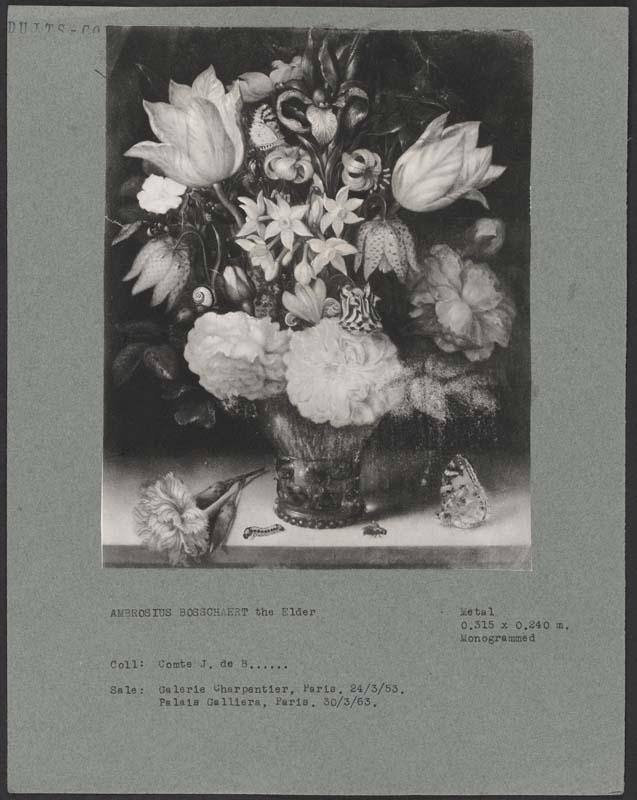 DUITS-CO
AMBROSIUS BOSSCHAERT the Elder
Metal
0.315 x 0.240 m.
Monogrammed
Coll: Comte J. de B......
Sale: Galerie Charpentier, Paris. 24/3/53.
Palais Galliera, Paris. 30/3/63.